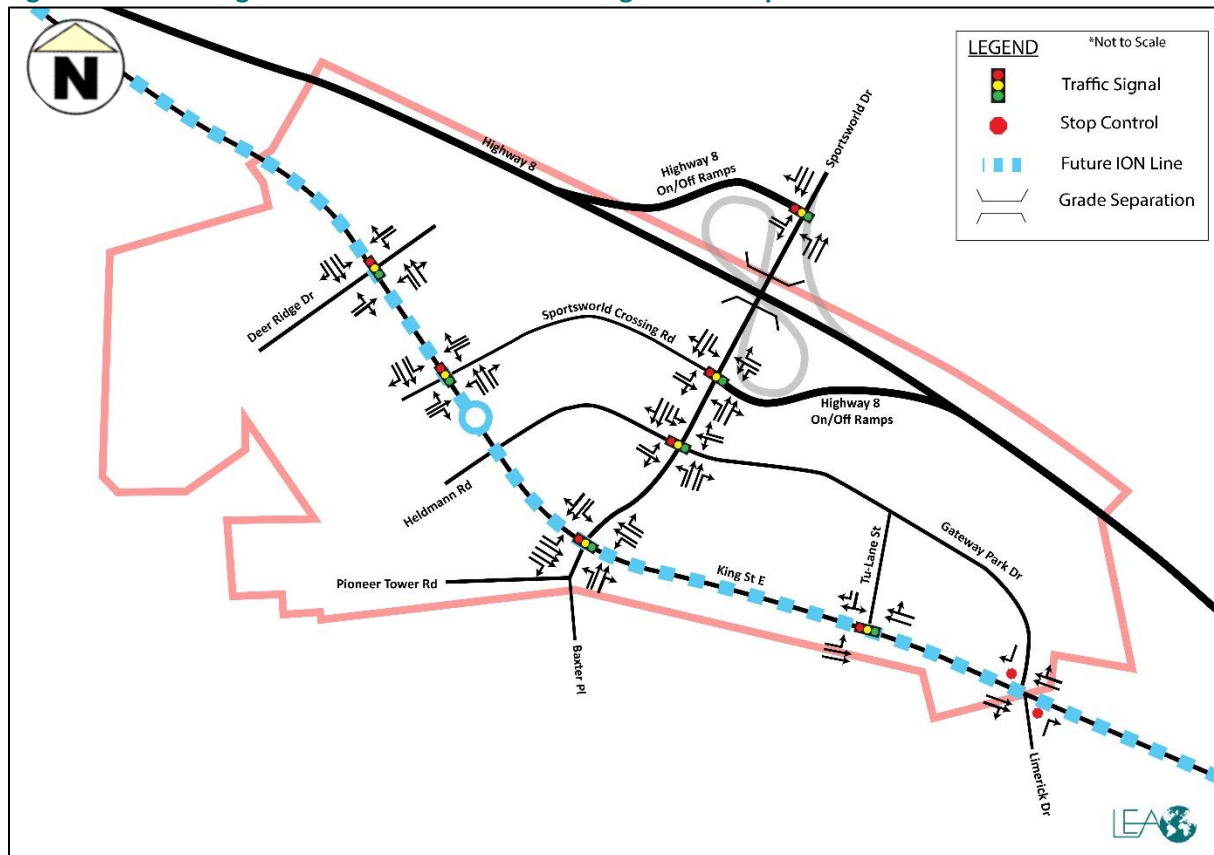 N
LEGEND
*Not to Scale
Traffic Signal
Stop Control
Future ION Line
Grade Separation
Sportsworld Dr
Highway 8
Highway 8
On/Off Ramps
Deer Ridge Dr
Sportsworld Crossing Rd
Highway 8
On/Off Ramps
Heldmann Rd
Gateway Park Dr
Tu-Lane St
King St E
Pioneer Tower Rd
Baxter Pl
Limerick Dr
LEA